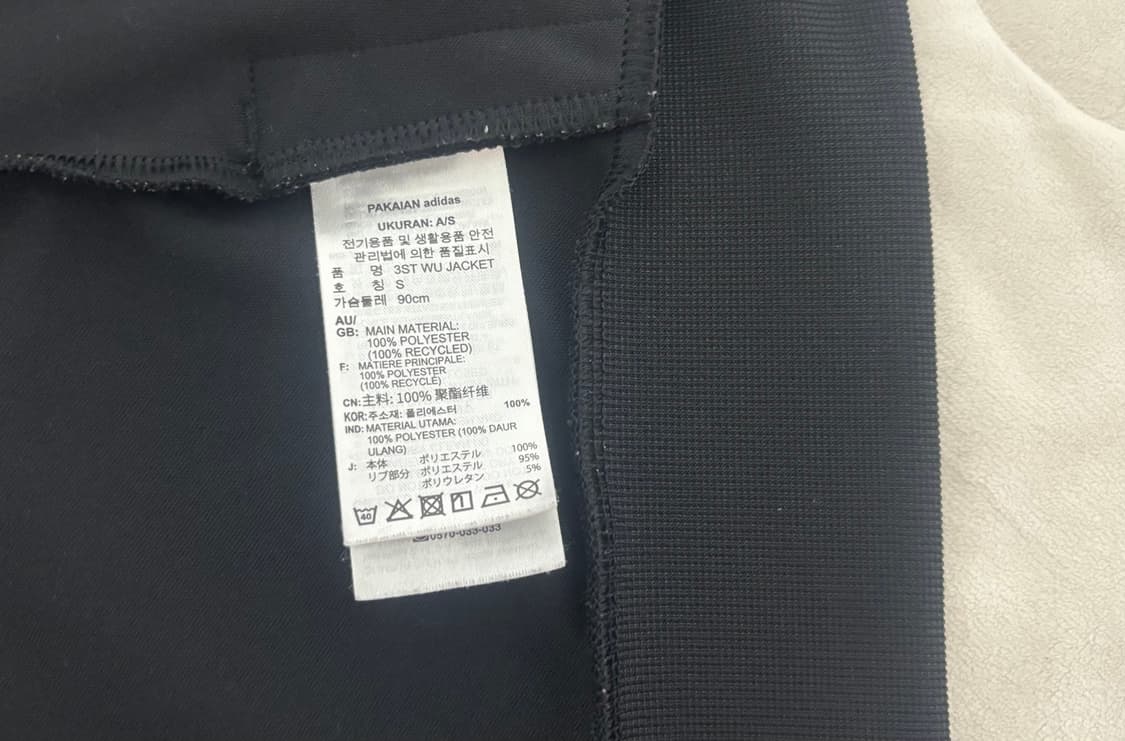 PAKAIAN adidas
UKURAN: A/S
전기용품 및 생활용품 안전
관리법에 의한 품질표시
품 명 3ST WU JACKET
호 칭 S
가슴둘레 90cm
AU/
GB: MAIN MATERIAL:
100% POLYESTER
(100% RECYCLED)
F: MATIERE PRINCIPALE:
100% POLYESTER
(100% RECYCLÉ)
CN: 主料: 100% 聚酯纤维
KOR: 주소재: 폴리에스터 100%
IND: MATERIAL UTAMA:
100% POLYESTER (100% DAUR
ULANG)
J: 本体 ポリエステル 100%
リブ部分 ポリエステル 95%
ポリウレタン 5%
40
0570-033-033